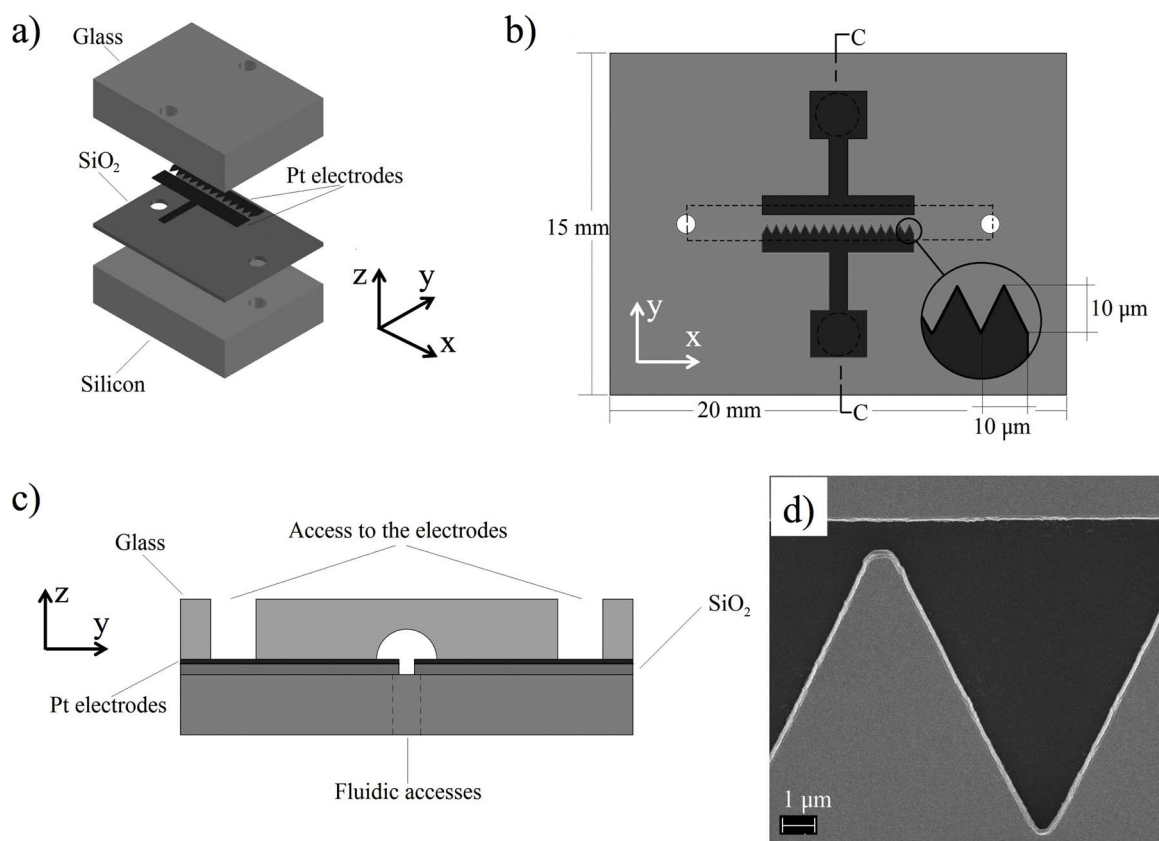 a)
Glass
SiO₂
Pt electrodes
z
y
x
Silicon
b)
C
15 mm
y
x
10 μm
20 mm
C
10 μm
c)
Access to the electrodes
Glass
z
y
SiO₂
Pt electrodes
Fluidic accesses
d)
1 μm